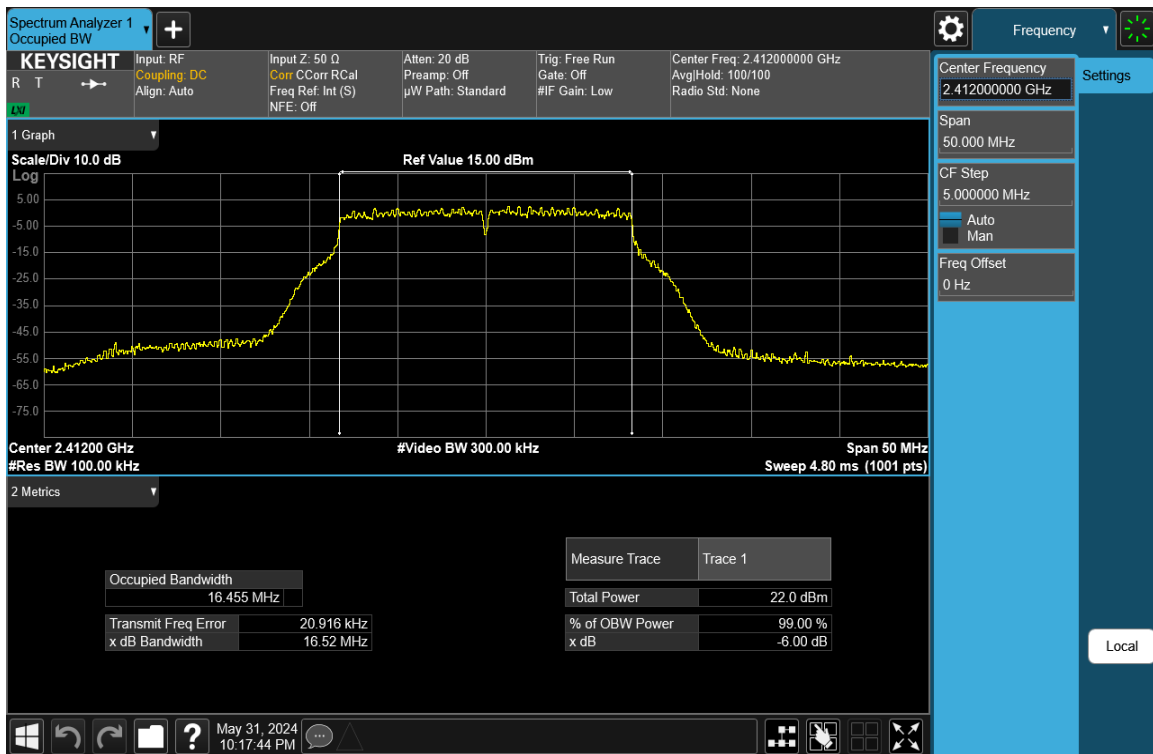 Spectrum Analyzer 1
Occupied BW
+
Frequency
KEYSIGHT
R T
LXI
Input: RF
Coupling: DC
Align: Auto
Input Z: 50 Ω
Corr CCorr RCal
Freq Ref: Int (S)
NFE: Off
Atten: 20 dB
Preamp: Off
µW Path: Standard
Trig: Free Run
Gate: Off
#IF Gain: Low
Center Freq: 2.412000000 GHz
Avg|Hold: 100/100
Radio Std: None
Center Frequency
2.412000000 GHz
Settings
Span
50.000 MHz
CF Step
5.000000 MHz
Auto
Man
Freq Offset
0 Hz
Local
1 Graph
Scale/Div 10.0 dB
Ref Value 15.00 dBm
Log
5.00
-5.00
-15.0
-25.0
-35.0
-45.0
-55.0
-65.0
-75.0
Center 2.41200 GHz
#Video BW 300.00 kHz
Span 50 MHz
#Res BW 100.00 kHz
Sweep 4.80 ms (1001 pts)
2 Metrics
Occupied Bandwidth
16.455 MHz
Transmit Freq Error 20.916 kHz
x dB Bandwidth 16.52 MHz
Measure Trace Trace 1
Total Power 22.0 dBm
% of OBW Power 99.00 %
x dB -6.00 dB
?
May 31, 2024
10:17:44 PM